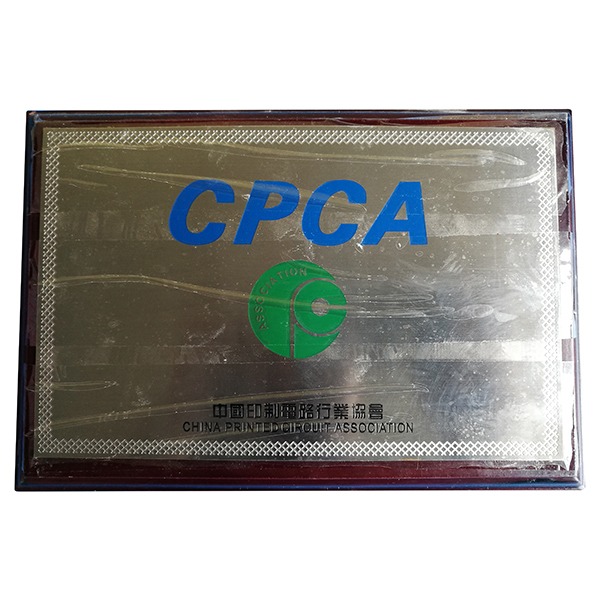 CPCA
ASSOCIATION
中國印制電路行業協會
CHINA PRINTED CIRCUIT ASSOCIATION